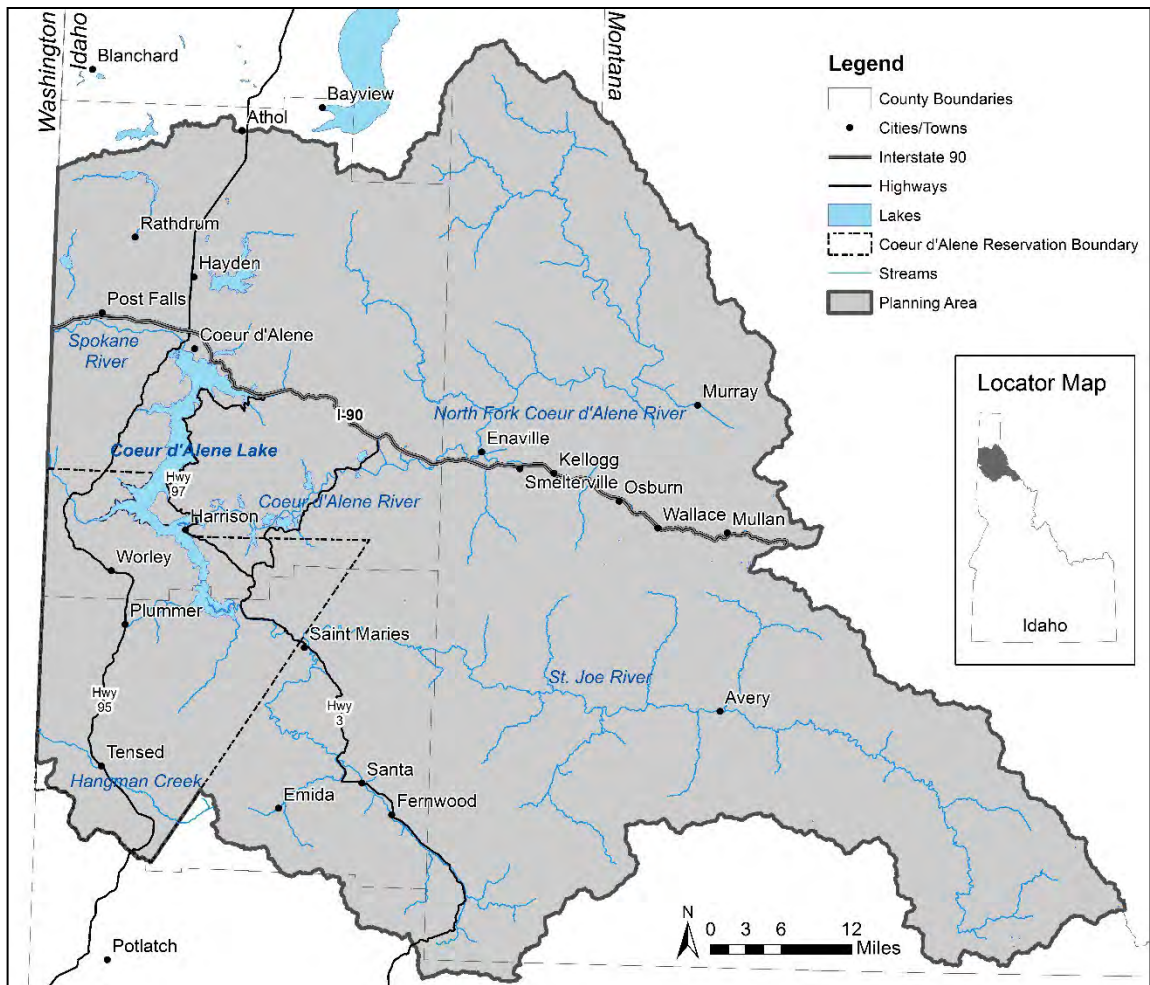 Washington
Idaho
Montana
Blanchard
Bayview
Athol
Rathdrum
Hayden
Post Falls
Coeur d'Alene
Spokane
River
I-90
Murray
North Fork Coeur d'Alene River
Enaville
Kellogg
Smelterville
Osburn
Wallace
Mullan
Coeur d'Alene Lake
Hwy
97
Coeur d'Alene River
Harrison
Worley
Plummer
Saint Maries
St. Joe River
Avery
Hwy
95
Hwy
3
Tensed
Hangman Creek
Santa
Emida
Fernwood
Potlatch
Legend
County Boundaries
Cities/Towns
Interstate 90
Highways
Lakes
Coeur d'Alene Reservation Boundary
Streams
Planning Area
Locator Map
Idaho
N
0 3 6 12
Miles